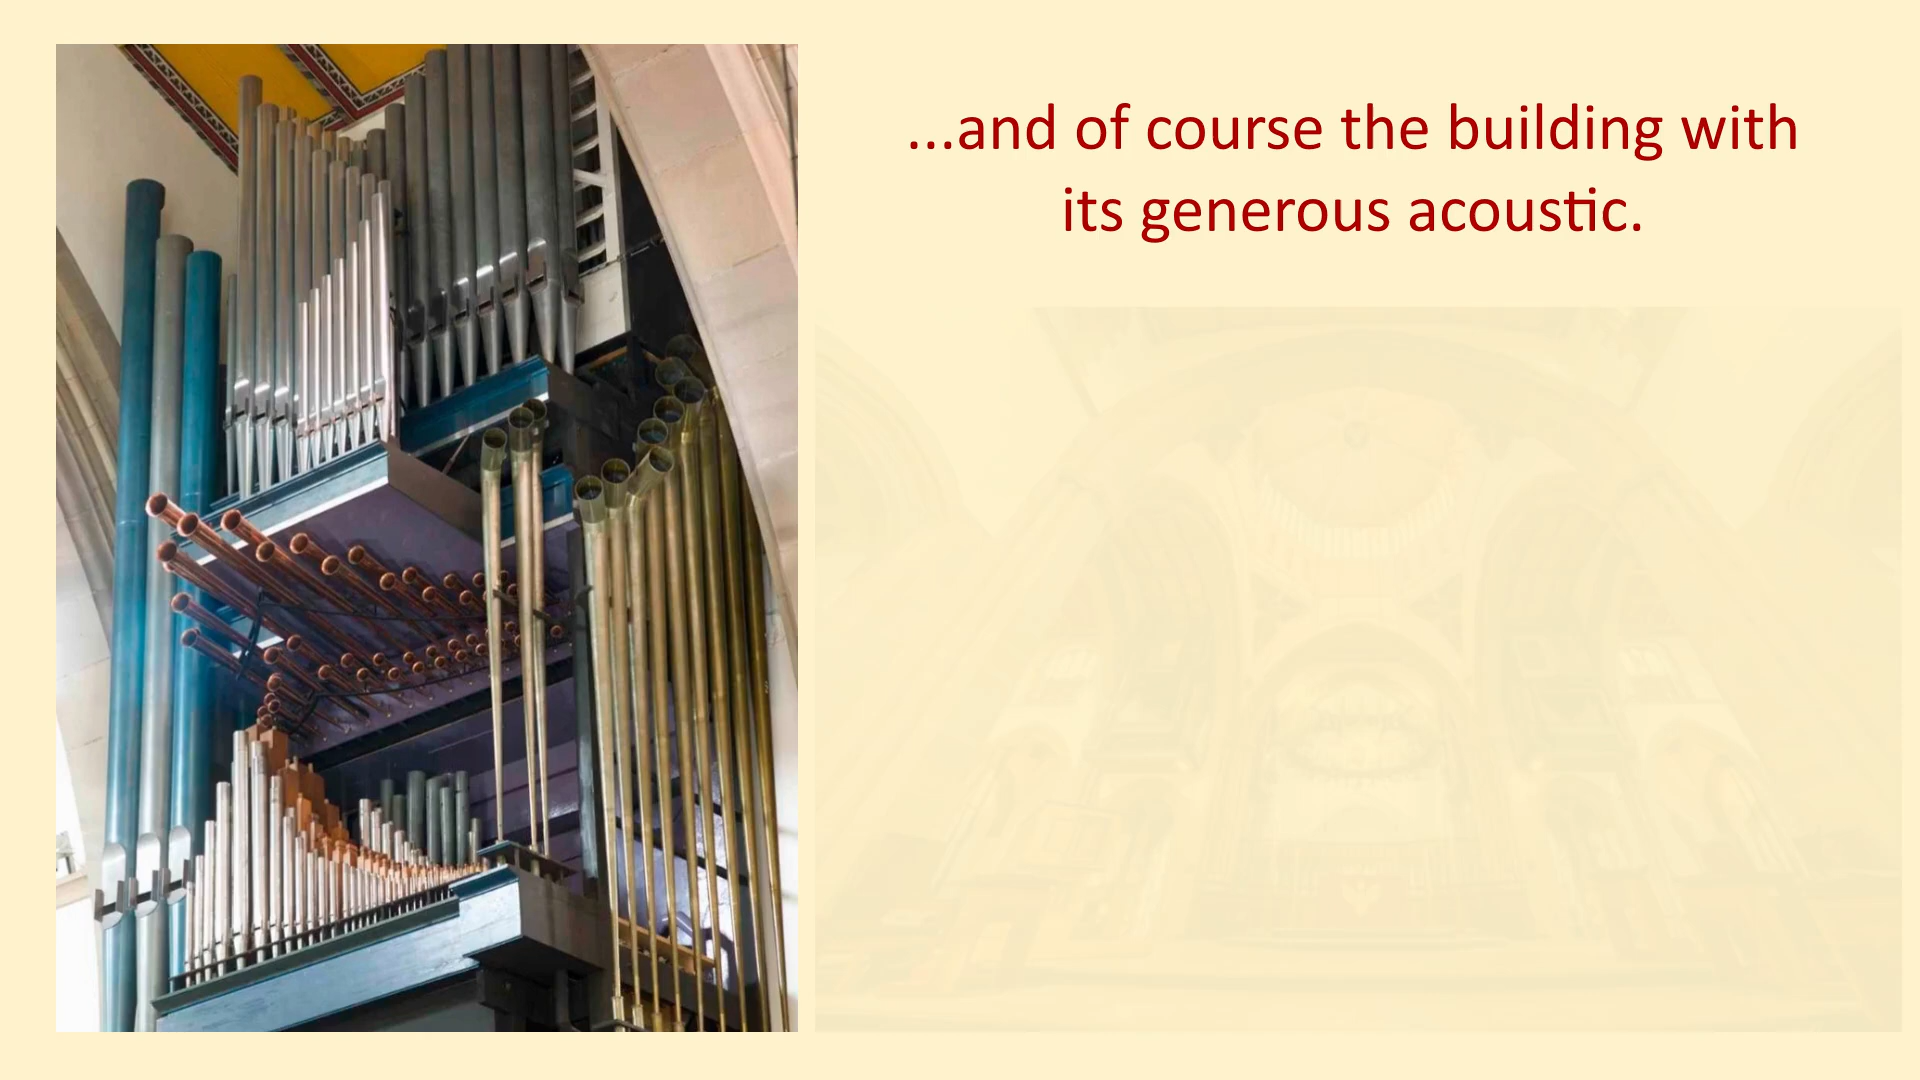 ...and of course the building with
its generous acoustic.